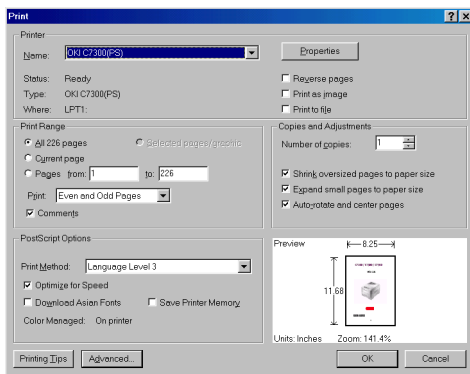 Print
Printer
Name: OKI C7300(PS)
Properties
Status: Ready
Type: OKI C7300(PS)
Where: LPT1:
Reverse pages
Print as image
Print to file
Print Range
All 226 pages
Selected pages/graphic
Current page
Pages from: 1 to: 226
Print: Even and Odd Pages
Comments
Copies and Adjustments
Number of copies: 1
Shrink oversized pages to paper size
Expand small pages to paper size
Auto-rotate and center pages
PostScript Options
Print Method: Language Level 3
Optimize for Speed
Download Asian Fonts
Save Printer Memory
Color Managed: On printer
Preview
8.25
11.68
Units: Inches Zoom: 141.4%
Printing Tips
Advanced...
OK
Cancel